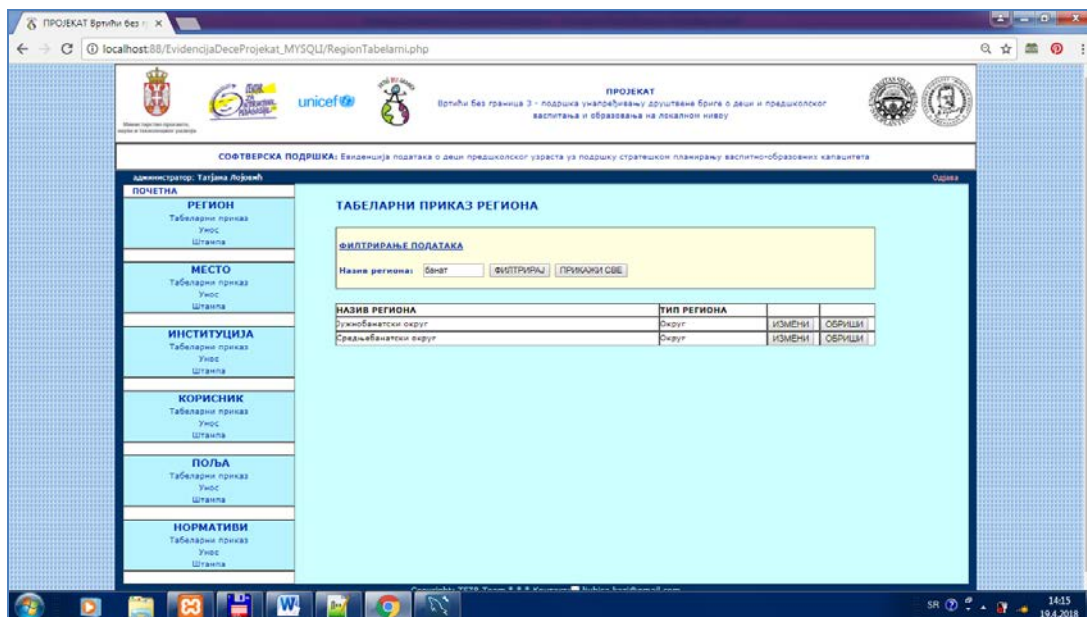 ПРОЈЕКАТ Вртићи без г
localhost:88/EvidencijaDeceProjekat_MYSQLI/RegionTabelarni.php
unicef
ПРОЈЕКАТ
Вртићи без граница 3 - подршка унапређивању друштвене бриге о деци и предшколског
васпитања и образовања на локалном нивоу
СОФТВЕРСКА ПОДРШКА: Евиденција података о деци предшколског узраста уз подршку стратешком планирању васпитно-образовних капацитета
администратор: Татјана Лојовић
Одјава
ПОЧЕТНА
РЕГИОН
Табеларни приказ
Унос
Штампа
МЕСТО
Табеларни приказ
Унос
Штампа
ИНСТИТУЦИЈА
Табеларни приказ
Унос
Штампа
КОРИСНИК
Табеларни приказ
Унос
Штампа
ПОЉА
Табеларни приказ
Унос
Штампа
НОРМАТИВИ
Табеларни приказ
Унос
Штампа
ТАБЕЛАРНИ ПРИКАЗ РЕГИОНА
ФИЛТРИРАЊЕ ПОДАТАКА
Назив региона: банат ФИЛТРИРАЈ ПРИКАЖИ СВЕ
НАЗИВ РЕГИОНА ТИП РЕГИОНА
Јужнобанатски округ Округ ИЗМЕНИ ОБРИШИ
Средњебанатски округ Округ ИЗМЕНИ ОБРИШИ
SR
14:15
19.4.2018